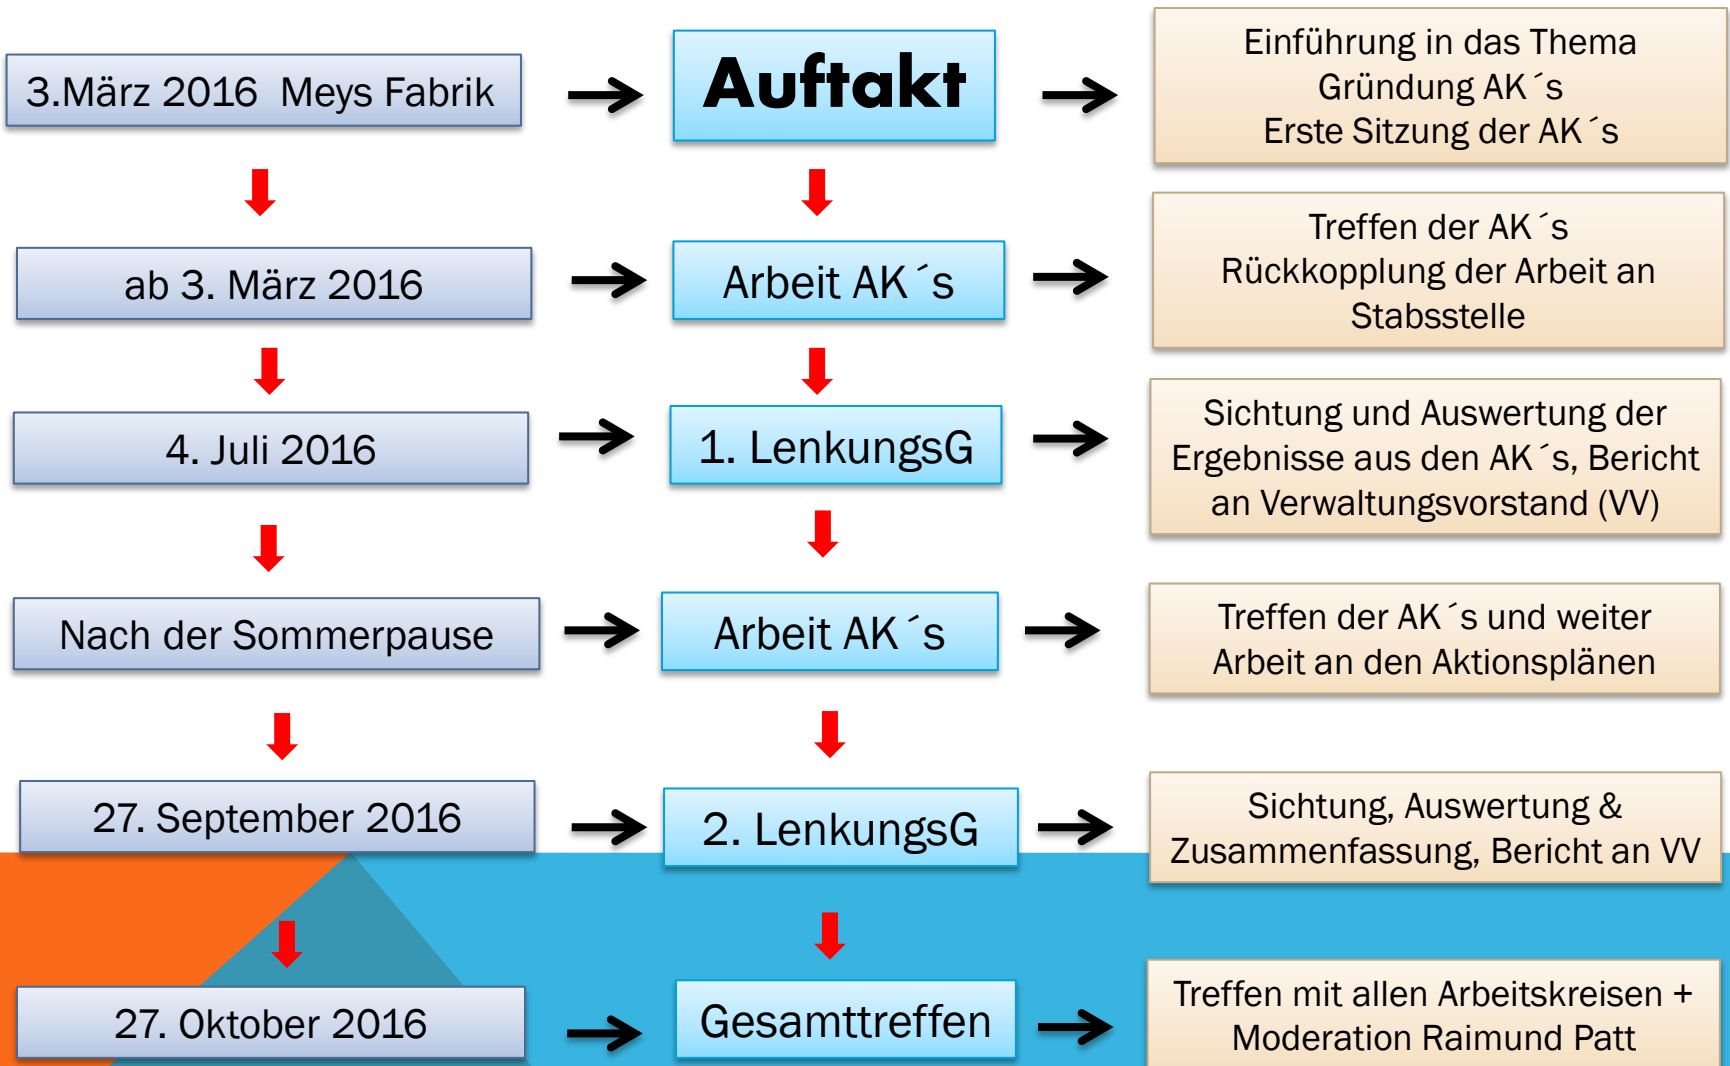 3.März 2016  Meys Fabrik
Auftakt
Einführung in das Thema
Gründung AK´s
Erste Sitzung der AK´s
ab 3. März 2016
Arbeit AK´s
Treffen der AK´s
Rückkopplung der Arbeit an
Stabsstelle
4. Juli 2016
1. LenkungsG
Sichtung und Auswertung der
Ergebnisse aus den AK´s, Bericht
an Verwaltungsvorstand (VV)
Nach der Sommerpause
Arbeit AK´s
Treffen der AK´s und weiter
Arbeit an den Aktionsplänen
27. September 2016
2. LenkungsG
Sichtung, Auswertung &
Zusammenfassung, Bericht an VV
27. Oktober 2016
Gesamttreffen
Treffen mit allen Arbeitskreisen +
Moderation Raimund Patt